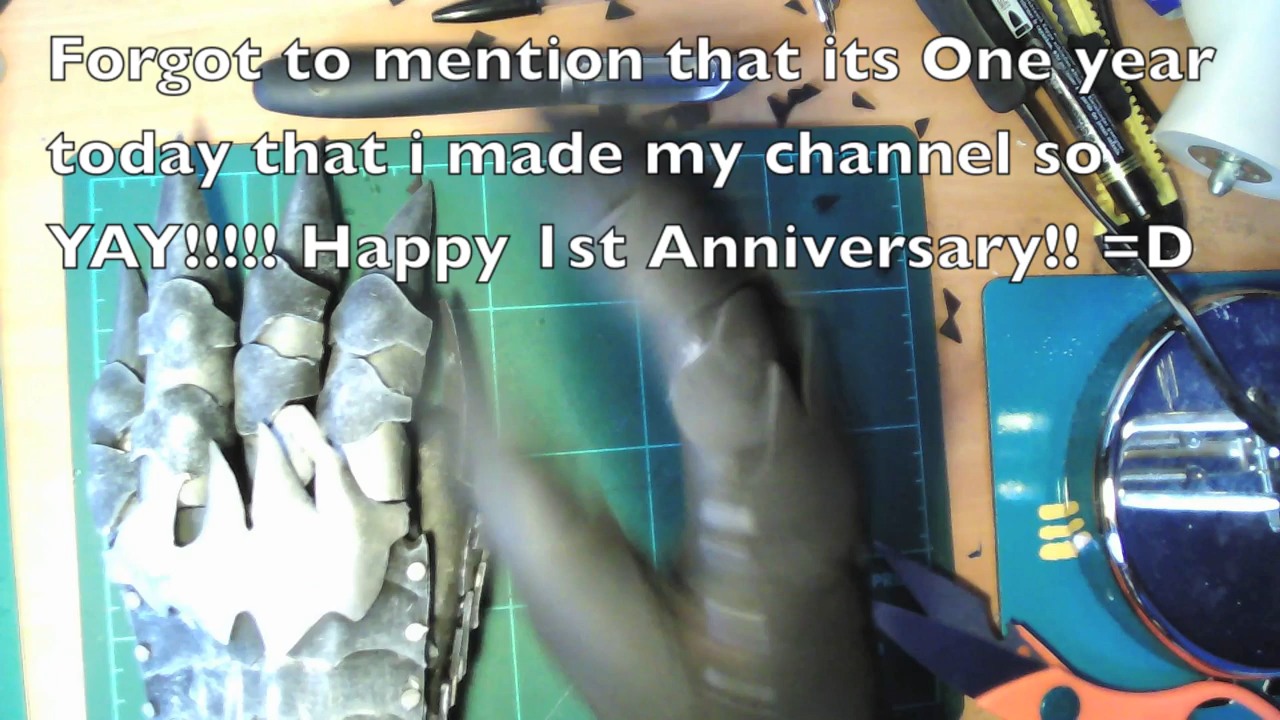 Forgot to mention that its One year
today that i made my channel so
YAY!!!!! Happy 1st Anniversary!! =D